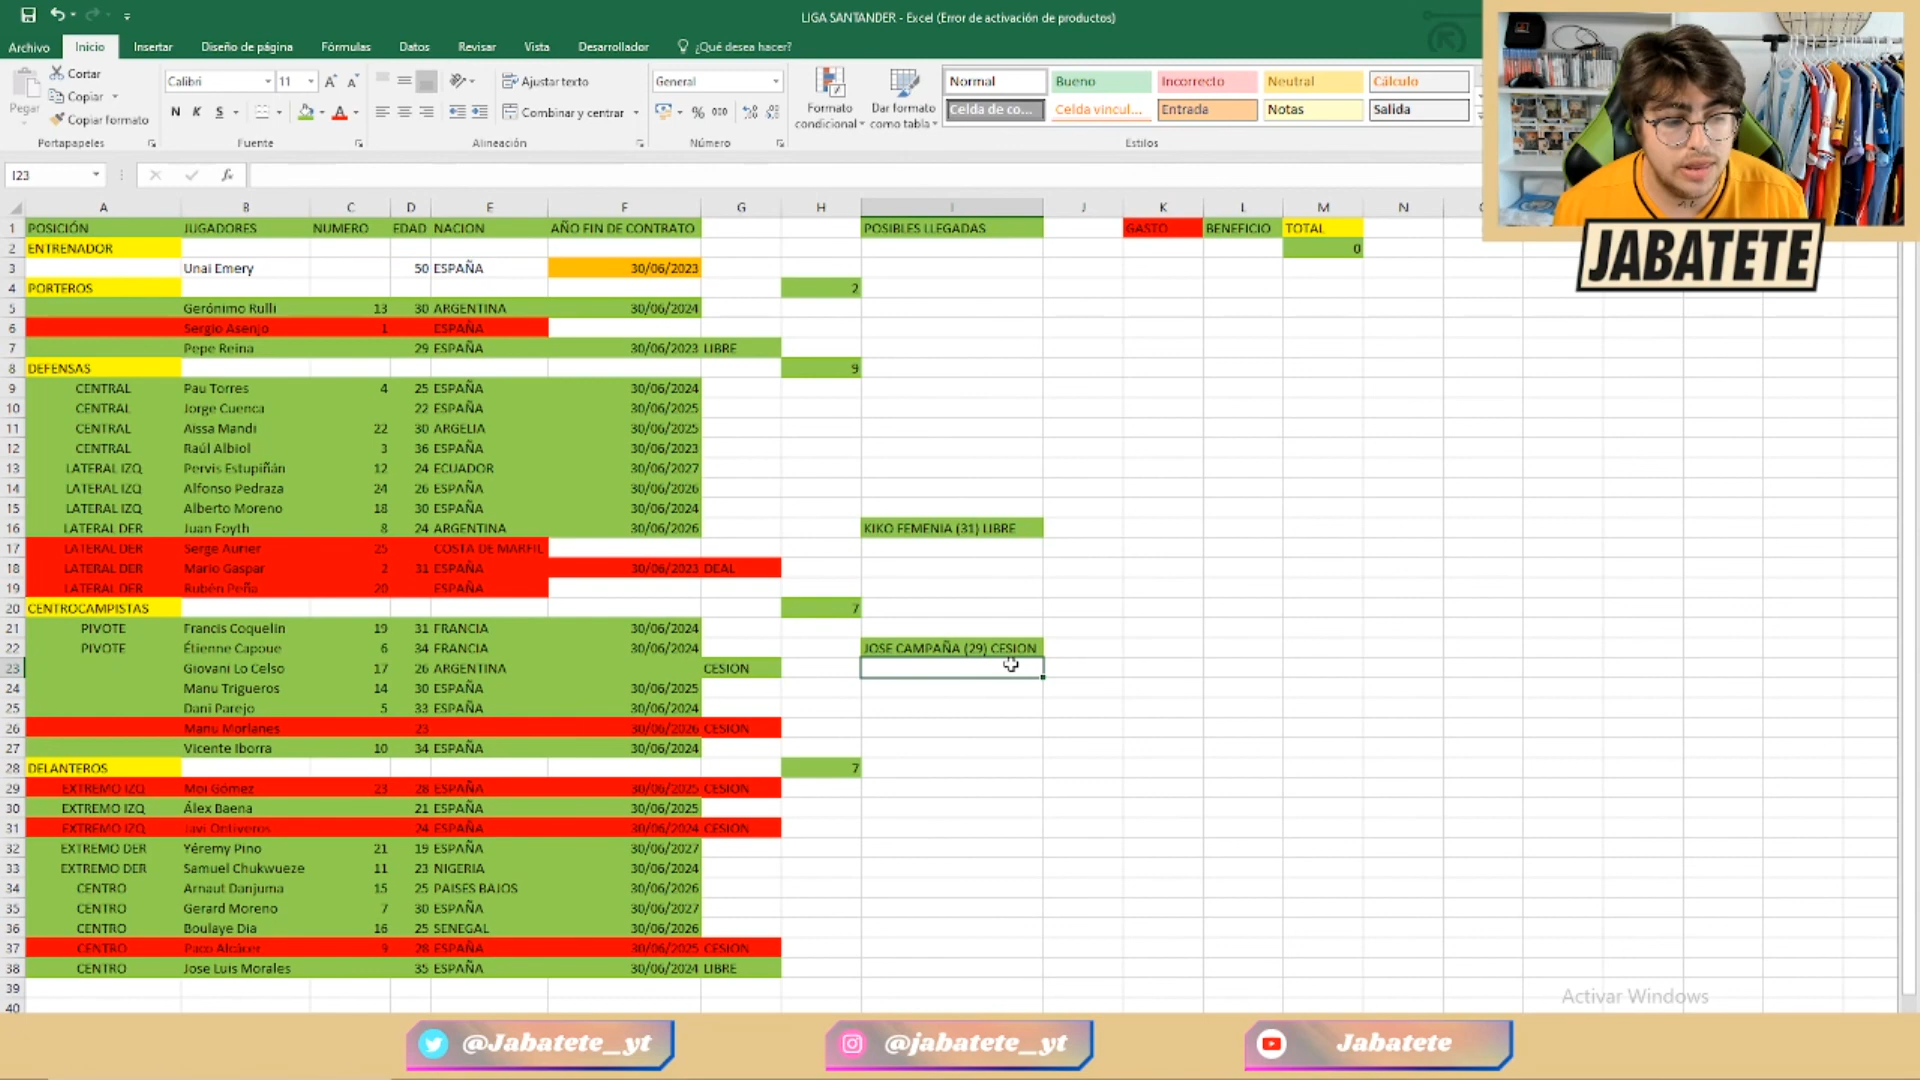 LIGA SANTANDER - Excel (Error de activación de productos)
Archivo Inicio Insertar Diseño de página Fórmulas Datos Revisar Vista Desarrollador ¿Qué desea hacer?
Pegar Cortar Copiar Copiar formato
Calibri 11 N K S
Ajustar texto Combinar y centrar
General % 000
Formato condicional Dar formato como tabla
Normal Bueno Incorrecto Neutral Cálculo
Celda de co... Celda vincul... Entrada Notas Salida
Portapapeles Fuente Alineación Número Estilos
I23 fx
A B C D E F G H I J K L M N
1 POSICIÓN JUGADORES NUMERO EDAD NACION AÑO FIN DE CONTRATO POSIBLES LLEGADAS GASTO BENEFICIO TOTAL
2 ENTRENADOR 0
3 Unai Emery 50 ESPAÑA 30/06/2023
4 PORTEROS 2
5 Gerónimo Rulli 13 30 ARGENTINA 30/06/2024
6 Sergio Asenjo 1 ESPAÑA
7 Pepe Reina 29 ESPAÑA 30/06/2023 LIBRE
8 DEFENSAS 9
9 CENTRAL Pau Torres 4 25 ESPAÑA 30/06/2024
10 CENTRAL Jorge Cuenca 22 ESPAÑA 30/06/2025
11 CENTRAL Aissa Mandi 22 30 ARGELIA 30/06/2025
12 CENTRAL Raúl Albiol 3 36 ESPAÑA 30/06/2023
13 LATERAL IZQ Pervis Estupiñán 12 24 ECUADOR 30/06/2027
14 LATERAL IZQ Alfonso Pedraza 24 26 ESPAÑA 30/06/2026
15 LATERAL IZQ Alberto Moreno 18 30 ESPAÑA 30/06/2024
16 LATERAL DER Juan Foyth 8 24 ARGENTINA 30/06/2026 KIKO FEMENIA (31) LIBRE
17 LATERAL DER Serge Aurier 25 COSTA DE MARFIL
18 LATERAL DER Mario Gaspar 2 31 ESPAÑA 30/06/2023 DEAL
19 LATERAL DER Rubén Peña 20 ESPAÑA
20 CENTROCAMPISTAS 7
21 PIVOTE Francis Coquelin 19 31 FRANCIA 30/06/2024
22 PIVOTE Étienne Capoue 6 34 FRANCIA 30/06/2024 JOSE CAMPAÑA (29) CESION
23 Giovani Lo Celso 17 26 ARGENTINA CESION
24 Manu Trigueros 14 30 ESPAÑA 30/06/2025
25 Dani Parejo 5 33 ESPAÑA 30/06/2024
26 Manu Morlanes 23 30/06/2026 CESION
27 Vicente Iborra 10 34 ESPAÑA 30/06/2024
28 DELANTEROS 7
29 EXTREMO IZQ Moi Gómez 23 28 ESPAÑA 30/06/2025 CESION
30 EXTREMO IZQ Álex Baena 21 ESPAÑA 30/06/2025
31 EXTREMO IZQ Javi Ontiveros 24 ESPAÑA 30/06/2024 CESION
32 EXTREMO DER Yéremy Pino 21 19 ESPAÑA 30/06/2027
33 EXTREMO DER Samuel Chukwueze 11 23 NIGERIA 30/06/2024
34 CENTRO Arnaut Danjuma 15 25 PAISES BAJOS 30/06/2026
35 CENTRO Gerard Moreno 7 30 ESPAÑA 30/06/2027
36 CENTRO Boulaye Dia 16 25 SENEGAL 30/06/2026
37 CENTRO Paco Alcácer 9 28 ESPAÑA 30/06/2025 CESION
38 CENTRO Jose Luis Morales 35 ESPAÑA 30/06/2024 LIBRE
39
40
JABATETE
Activar Windows
@Jabatete_yt @jabatete_yt Jabatete